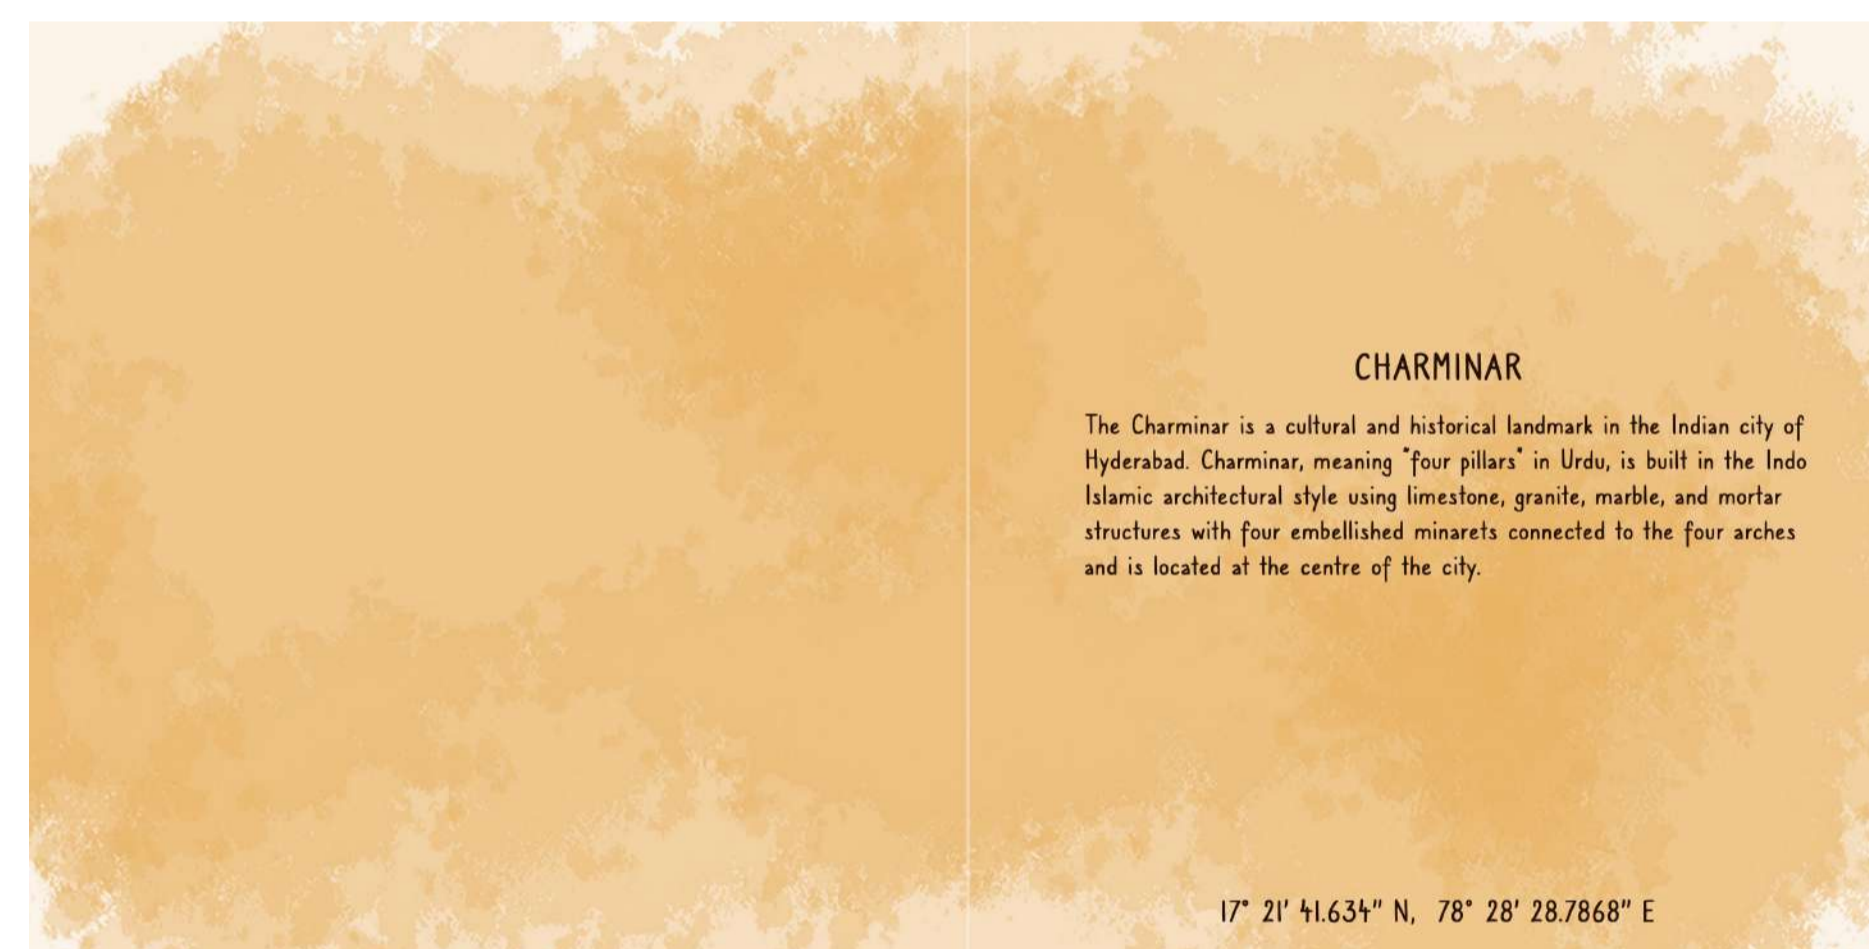 CHARMINAR
The Charminar is a cultural and historical landmark in the Indian city of
Hyderabad. Charminar, meaning "four pillars" in Urdu, is built in the Indo
Islamic architectural style using limestone, granite, marble, and mortar
structures with four embellished minarets connected to the four arches
and is located at the centre of the city.
17° 21' 41.634" N, 78° 28' 28.7868" E